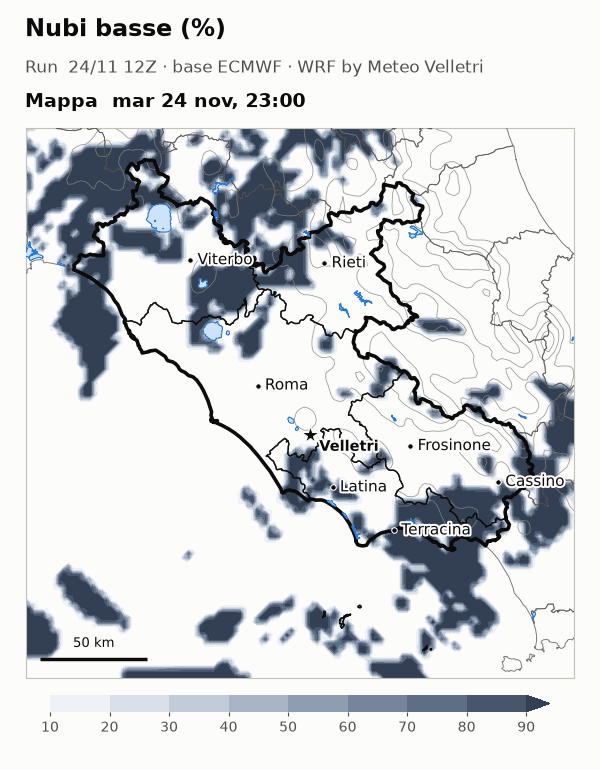 Nubi basse (%)
Run  24/11 12Z · base ECMWF · WRF by Meteo Velletri
Mappa  mar 24 nov, 23:00
Viterbo
Rieti
Roma
Velletri
Frosinone
Latina
Cassino
Terracina
50 km
10 20 30 40 50 60 70 80 90